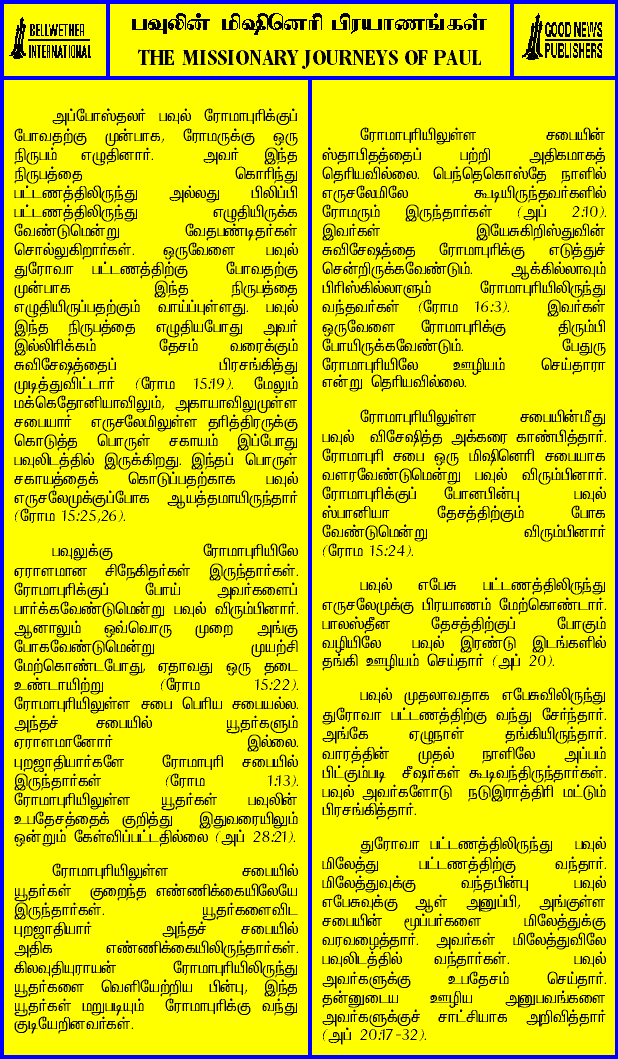 BELLWETHER
INTERNATIONAL
பவுலின் மிஷினெரி பிரயாணங்கள்
THE MISSIONARY JOURNEYS OF PAUL
GOOD NEWS
PUBLISHERS
அப்போஸ்தலர் பவுல் ரோமாபுரிக்குப்
போவதற்கு முன்பாக, ரோமருக்கு ஒரு
நிருபம் எழுதினார். அவர் இந்த
நிருபத்தை கொரிந்து
பட்டணத்திலிருந்து அல்லது பிலிப்பி
பட்டணத்திலிருந்து எழுதியிருக்க
வேண்டுமென்று வேதபண்டிதர்கள்
சொல்லுகிறார்கள். ஒருவேளை பவுல்
துரோவா பட்டணத்திற்கு போவதற்கு
முன்பாக இந்த நிருபத்தை
எழுதியிருப்பதற்கும் வாய்ப்புள்ளது. பவுல்
இந்த நிருபத்தை எழுதியபோது அவர்
இல்லிரிக்கம் தேசம் வரைக்கும்
சுவிசேஷத்தைப் பிரசங்கித்து
முடித்துவிட்டார் (ரோம 15:19). மேலும்
மக்கெதோனியாவிலும், அகாயாவிலுமுள்ள
சபையார் எருசலேமிலுள்ள தரித்திரருக்கு
கொடுத்த பொருள் சகாயம் இப்போது
பவுலிடத்தில் இருக்கிறது. இந்தப் பொருள்
சகாயத்தைக் கொடுப்பதற்காக பவுல்
எருசலேமுக்குப்போக ஆயத்தமாயிருந்தார்
(ரோம 15:25,26).
பவுலுக்கு ரோமாபுரியிலே
ஏராளமான சிநேகிதர்கள் இருந்தார்கள்.
ரோமாபுரிக்குப் போய் அவர்களைப்
பார்க்கவேண்டுமென்று பவுல் விரும்பினார்.
ஆனாலும் ஒவ்வொரு முறை அங்கு
போகவேண்டுமென்று முயற்சி
மேற்கொண்டபோது, ஏதாவது ஒரு தடை
உண்டாயிற்று (ரோம 15:22).
ரோமாபுரியிலுள்ள சபை பெரிய சபையல்ல.
அந்தச் சபையில் யூதர்களும்
ஏராளமானோர் இல்லை.
புறஜாதியார்களே ரோமாபுரி சபையில்
இருந்தார்கள் (ரோம 1:13).
ரோமாபுரியிலுள்ள யூதர்கள் பவுலின்
உபதேசத்தைக் குறித்து இதுவரையிலும்
ஒன்றும் கேள்விப்பட்டதில்லை (அப் 28:21).
ரோமாபுரியிலுள்ள சபையில்
யூதர்கள் குறைந்த எண்ணிக்கையிலேயே
இருந்தார்கள். யூதர்களைவிட
புறஜாதியார் அந்தச் சபையில்
அதிக எண்ணிக்கையிலிருந்தார்கள்.
கிலவுதியுராயன் ரோமாபுரியிலிருந்து
யூதர்களை வெளியேற்றிய பின்பு, இந்த
யூதர்கள் மறுபடியும் ரோமாபுரிக்கு வந்து
குடியேறினவர்கள்.
ரோமாபுரியிலுள்ள சபையின்
ஸ்தாபிதத்தைப் பற்றி அதிகமாகத்
தெரியவில்லை. பெந்தெகொஸ்தே நாளில்
எருசலேமிலே கூடியிருந்தவர்களில்
ரோமரும் இருந்தார்கள் (அப் 2:10).
இவர்கள் இயேசுகிறிஸ்துவின்
சுவிசேஷத்தை ரோமாபுரிக்கு எடுத்துச்
சென்றிருக்கவேண்டும். ஆக்கில்லாவும்
பிரிஸ்கில்லாளும் ரோமாபுரியிலிருந்து
வந்தவர்கள் (ரோம 16:3). இவர்கள்
ஒருவேளை ரோமாபுரிக்கு திரும்பி
போயிருக்கவேண்டும். பேதுரு
ரோமாபுரியிலே ஊழியம் செய்தாரா
என்று தெரியவில்லை.
ரோமாபுரியிலுள்ள சபையின்மீது
பவுல் விசேஷித்த அக்கரை காண்பித்தார்.
ரோமாபுரி சபை ஒரு மிஷினெரி சபையாக
வளரவேண்டுமென்று பவுல் விரும்பினார்.
ரோமாபுரிக்குப் போனபின்பு பவுல்
ஸ்பானியா தேசத்திற்கும் போக
வேண்டுமென்று விரும்பினார்
(ரோம 15:24).
பவுல் எபேசு பட்டணத்திலிருந்து
எருசலேமுக்கு பிரயாணம் மேற்கொண்டார்.
பாலஸ்தீன தேசத்திற்குப் போகும்
வழியிலே பவுல் இரண்டு இடங்களில்
தங்கி ஊழியம் செய்தார் (அப் 20).
பவுல் முதலாவதாக எபேசுவிலிருந்து
துரோவா பட்டணத்திற்கு வந்து சேர்ந்தார்.
அங்கே ஏழுநாள் தங்கியிருந்தார்.
வாரத்தின் முதல் நாளிலே அப்பம்
பிட்கும்படி சீஷர்கள் கூடிவந்திருந்தார்கள்.
பவுல் அவர்களோடு நடுஇராத்திரி மட்டும்
பிரசங்கித்தார்.
துரோவா பட்டணத்திலிருந்து பவுல்
மிலேத்து பட்டணத்திற்கு வந்தார்.
மிலேத்துவுக்கு வந்தபின்பு பவுல்
எபேசுவுக்கு ஆள் அனுப்பி, அங்குள்ள
சபையின் மூப்பர்களை மிலேத்துக்கு
வரவழைத்தார். அவர்கள் மிலேத்துவிலே
பவுலிடத்தில் வந்தார்கள். பவுல்
அவர்களுக்கு உபதேசம் செய்தார்.
தன்னுடைய ஊழிய அனுபவங்களை
அவர்களுக்குச் சாட்சியாக அறிவித்தார்
(அப் 20:17-32).